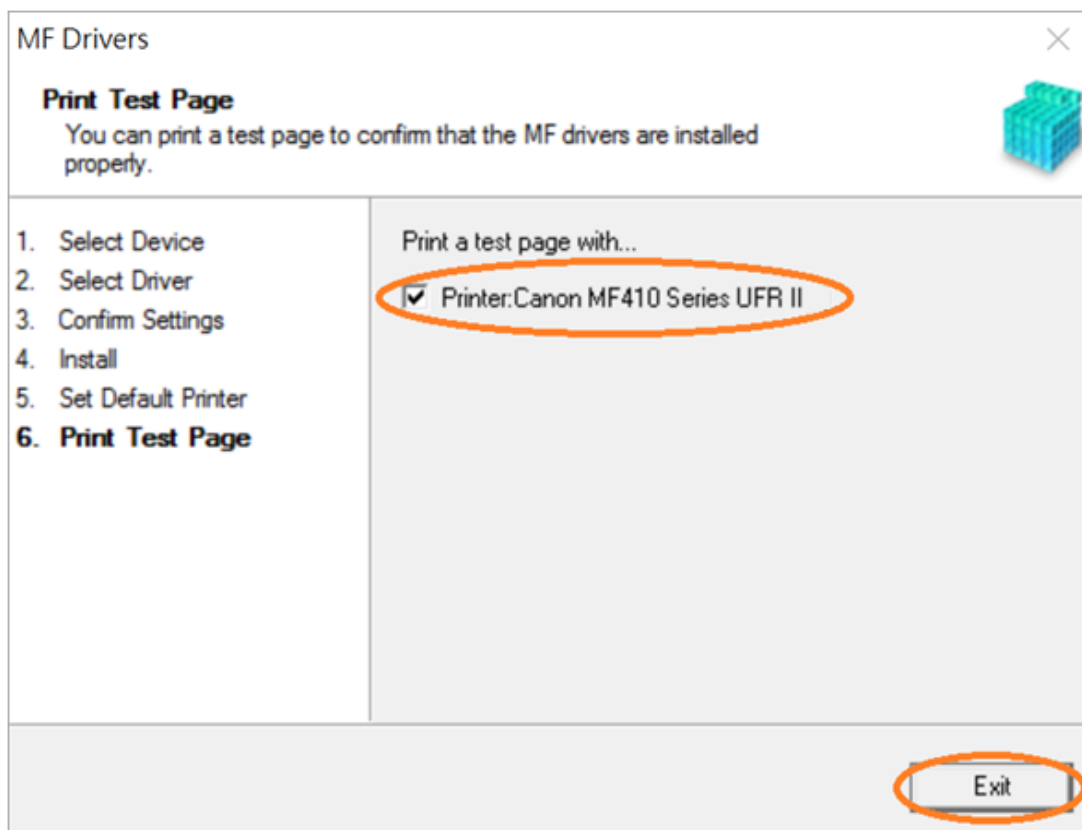 MF Drivers
Print Test Page
You can print a test page to confirm that the MF drivers are installed
properly.
1. Select Device
2. Select Driver
3. Confirm Settings
4. Install
5. Set Default Printer
6. Print Test Page
Print a test page with...
Printer:Canon MF410 Series UFR II
Exit